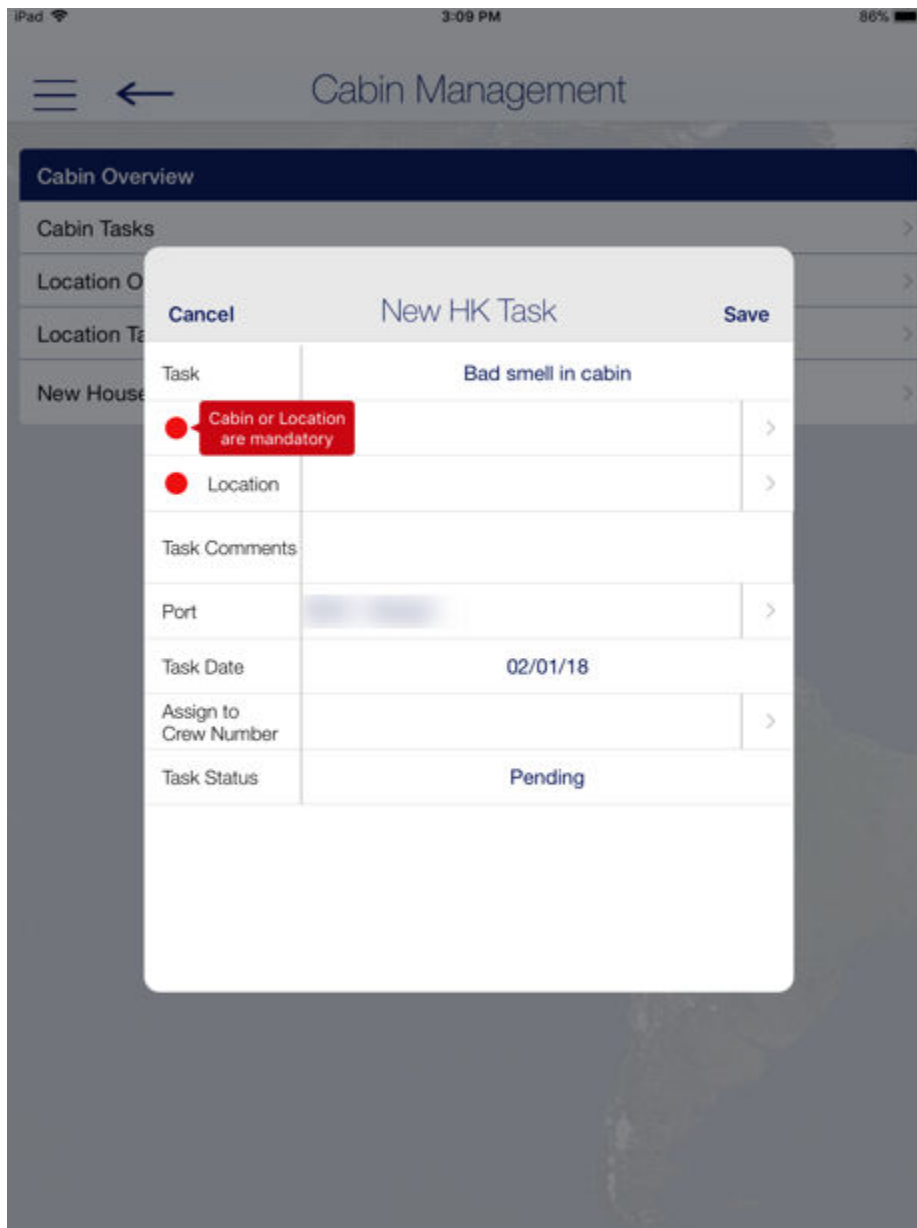 iPad 3:09 PM 86%
Cabin Management
Cabin Overview
Cabin Tasks
Location O
Location Ta
New House
Cancel New HK Task Save
Task Bad smell in cabin
Cabin or Location
are mandatory
Location
Task Comments
Port
Task Date 02/01/18
Assign to
Crew Number
Task Status Pending